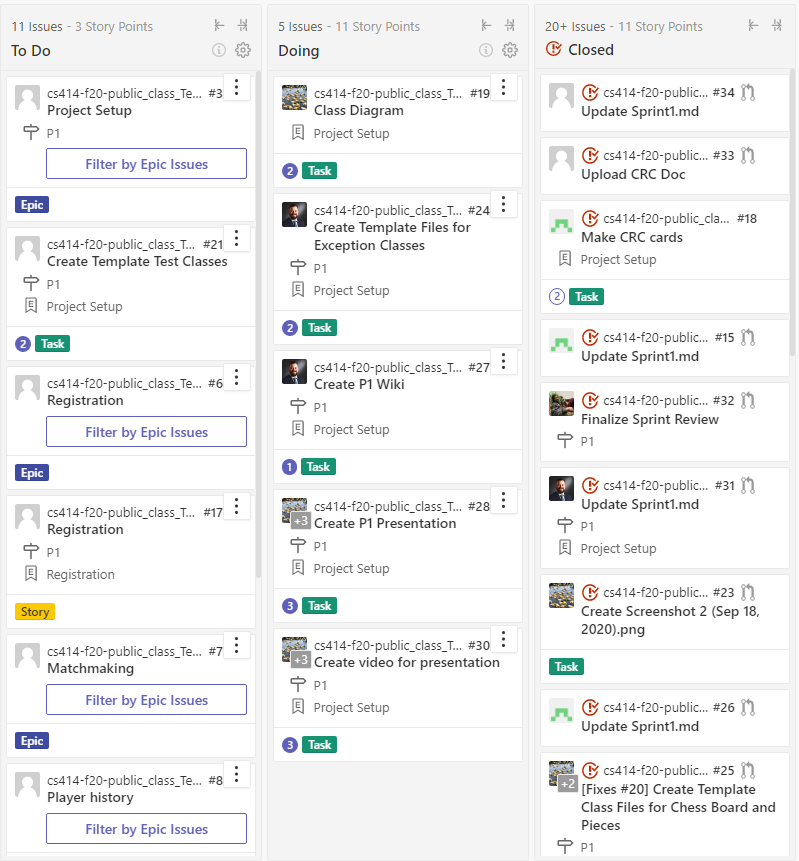 11 Issues - 3 Story Points
To Do
cs414-f20-public_class_Te... #3
Project Setup
P1
Filter by Epic Issues
Epic
cs414-f20-public_class_T... #21
Create Template Test Classes
P1
Project Setup
2 Task
cs414-f20-public_class_Te... #6
Registration
Filter by Epic Issues
Epic
cs414-f20-public_class_T... #17
Registration
P1
Registration
Story
cs414-f20-public_class_Te... #7
Matchmaking
Filter by Epic Issues
Epic
cs414-f20-public_class_Te... #8
Player history
Filter by Epic Issues
5 Issues - 11 Story Points
Doing
cs414-f20-public_class_T... #19
Class Diagram
Project Setup
2 Task
cs414-f20-public_class_T... #24
Create Template Files for
Exception Classes
P1
Project Setup
2 Task
cs414-f20-public_class_T... #27
Create P1 Wiki
P1
Project Setup
1 Task
+3
cs414-f20-public_class_T... #28
Create P1 Presentation
P1
Project Setup
3 Task
+3
cs414-f20-public_class_T... #30
Create video for presentation
P1
Project Setup
3 Task
20+ Issues - 11 Story Points
Closed
cs414-f20-public... #34
Update Sprint1.md
cs414-f20-public... #33
Upload CRC Doc
cs414-f20-public_cla... #18
Make CRC cards
Project Setup
2 Task
cs414-f20-public... #15
Update Sprint1.md
cs414-f20-public... #32
Finalize Sprint Review
P1
cs414-f20-public... #31
Update Sprint1.md
P1
Project Setup
cs414-f20-public... #23
Create Screenshot 2 (Sep 18,
2020).png
Task
cs414-f20-public... #26
Update Sprint1.md
+2
cs414-f20-public... #25
[Fixes #20] Create Template
Class Files for Chess Board and
Pieces
P1